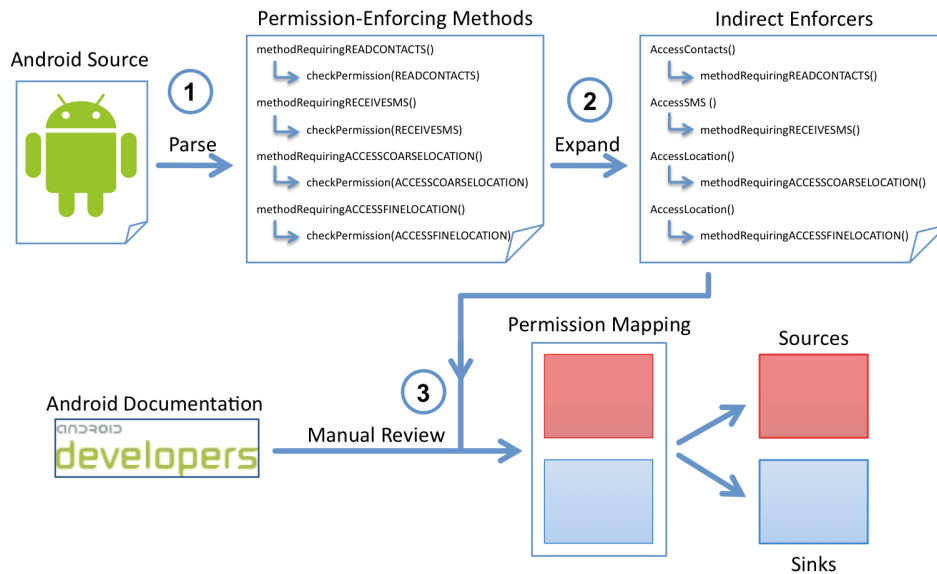 Permission-Enforcing Methods
Indirect Enforcers
Android Source
methodRequiringREADCONTACTS()
checkPermission(READCONTACTS)
methodRequiringRECEIVESMS()
checkPermission(RECEIVESMS)
methodRequiringACCESSCOARSELOCATION()
checkPermission(ACCESSCOARSELOCATION)
methodRequiringACCESSFINELOCATION()
checkPermission(ACCESSFINELOCATION)
AccessContacts()
methodRequiringREADCONTACTS()
AccessSMS ()
methodRequiringRECEIVESMS()
AccessLocation()
methodRequiringACCESSCOARSELOCATION()
AccessLocation()
methodRequiringACCESSFINELOCATION()
1
Parse
2
Expand
Permission Mapping
Sources
3
Android Documentation
Manual Review
ANDROID
developers
Sinks